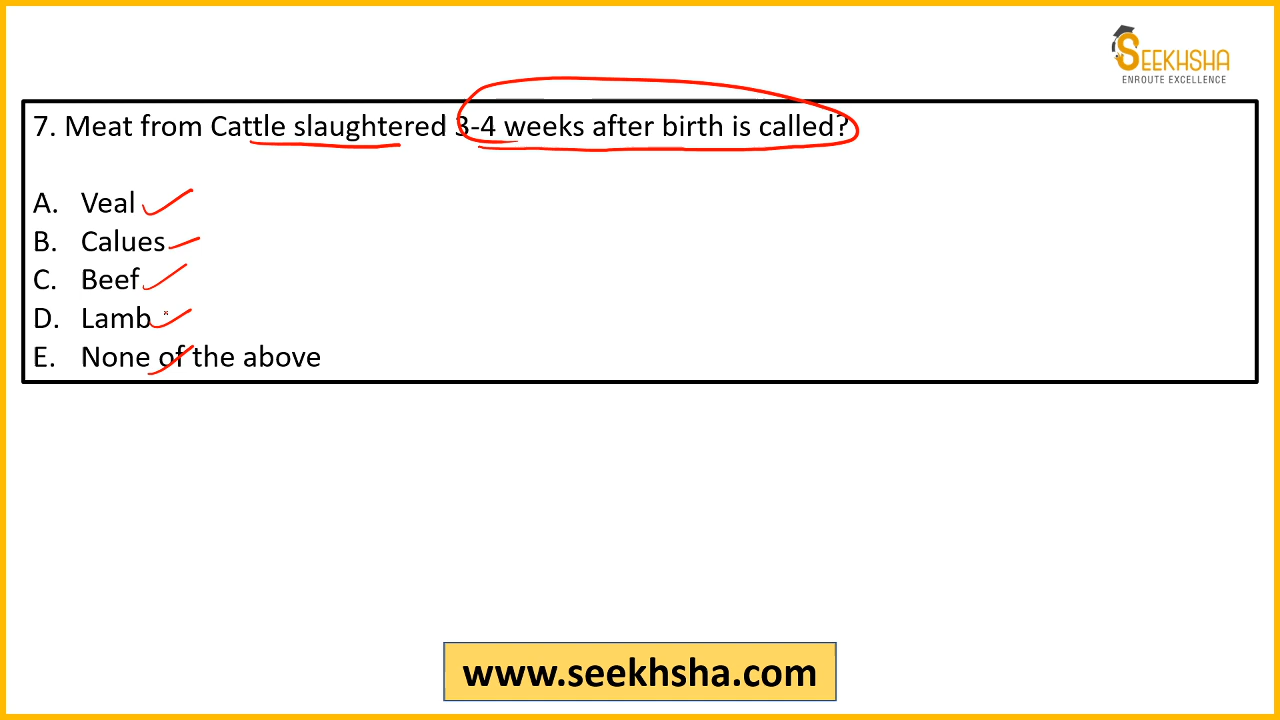 SEEKHSHA
ENROUTE EXCELLENCE
7. Meat from Cattle slaughtered 3-4 weeks after birth is called?
A. Veal
B. Calues
C. Beef
D. Lamb
E. None of the above
www.seekhsha.com